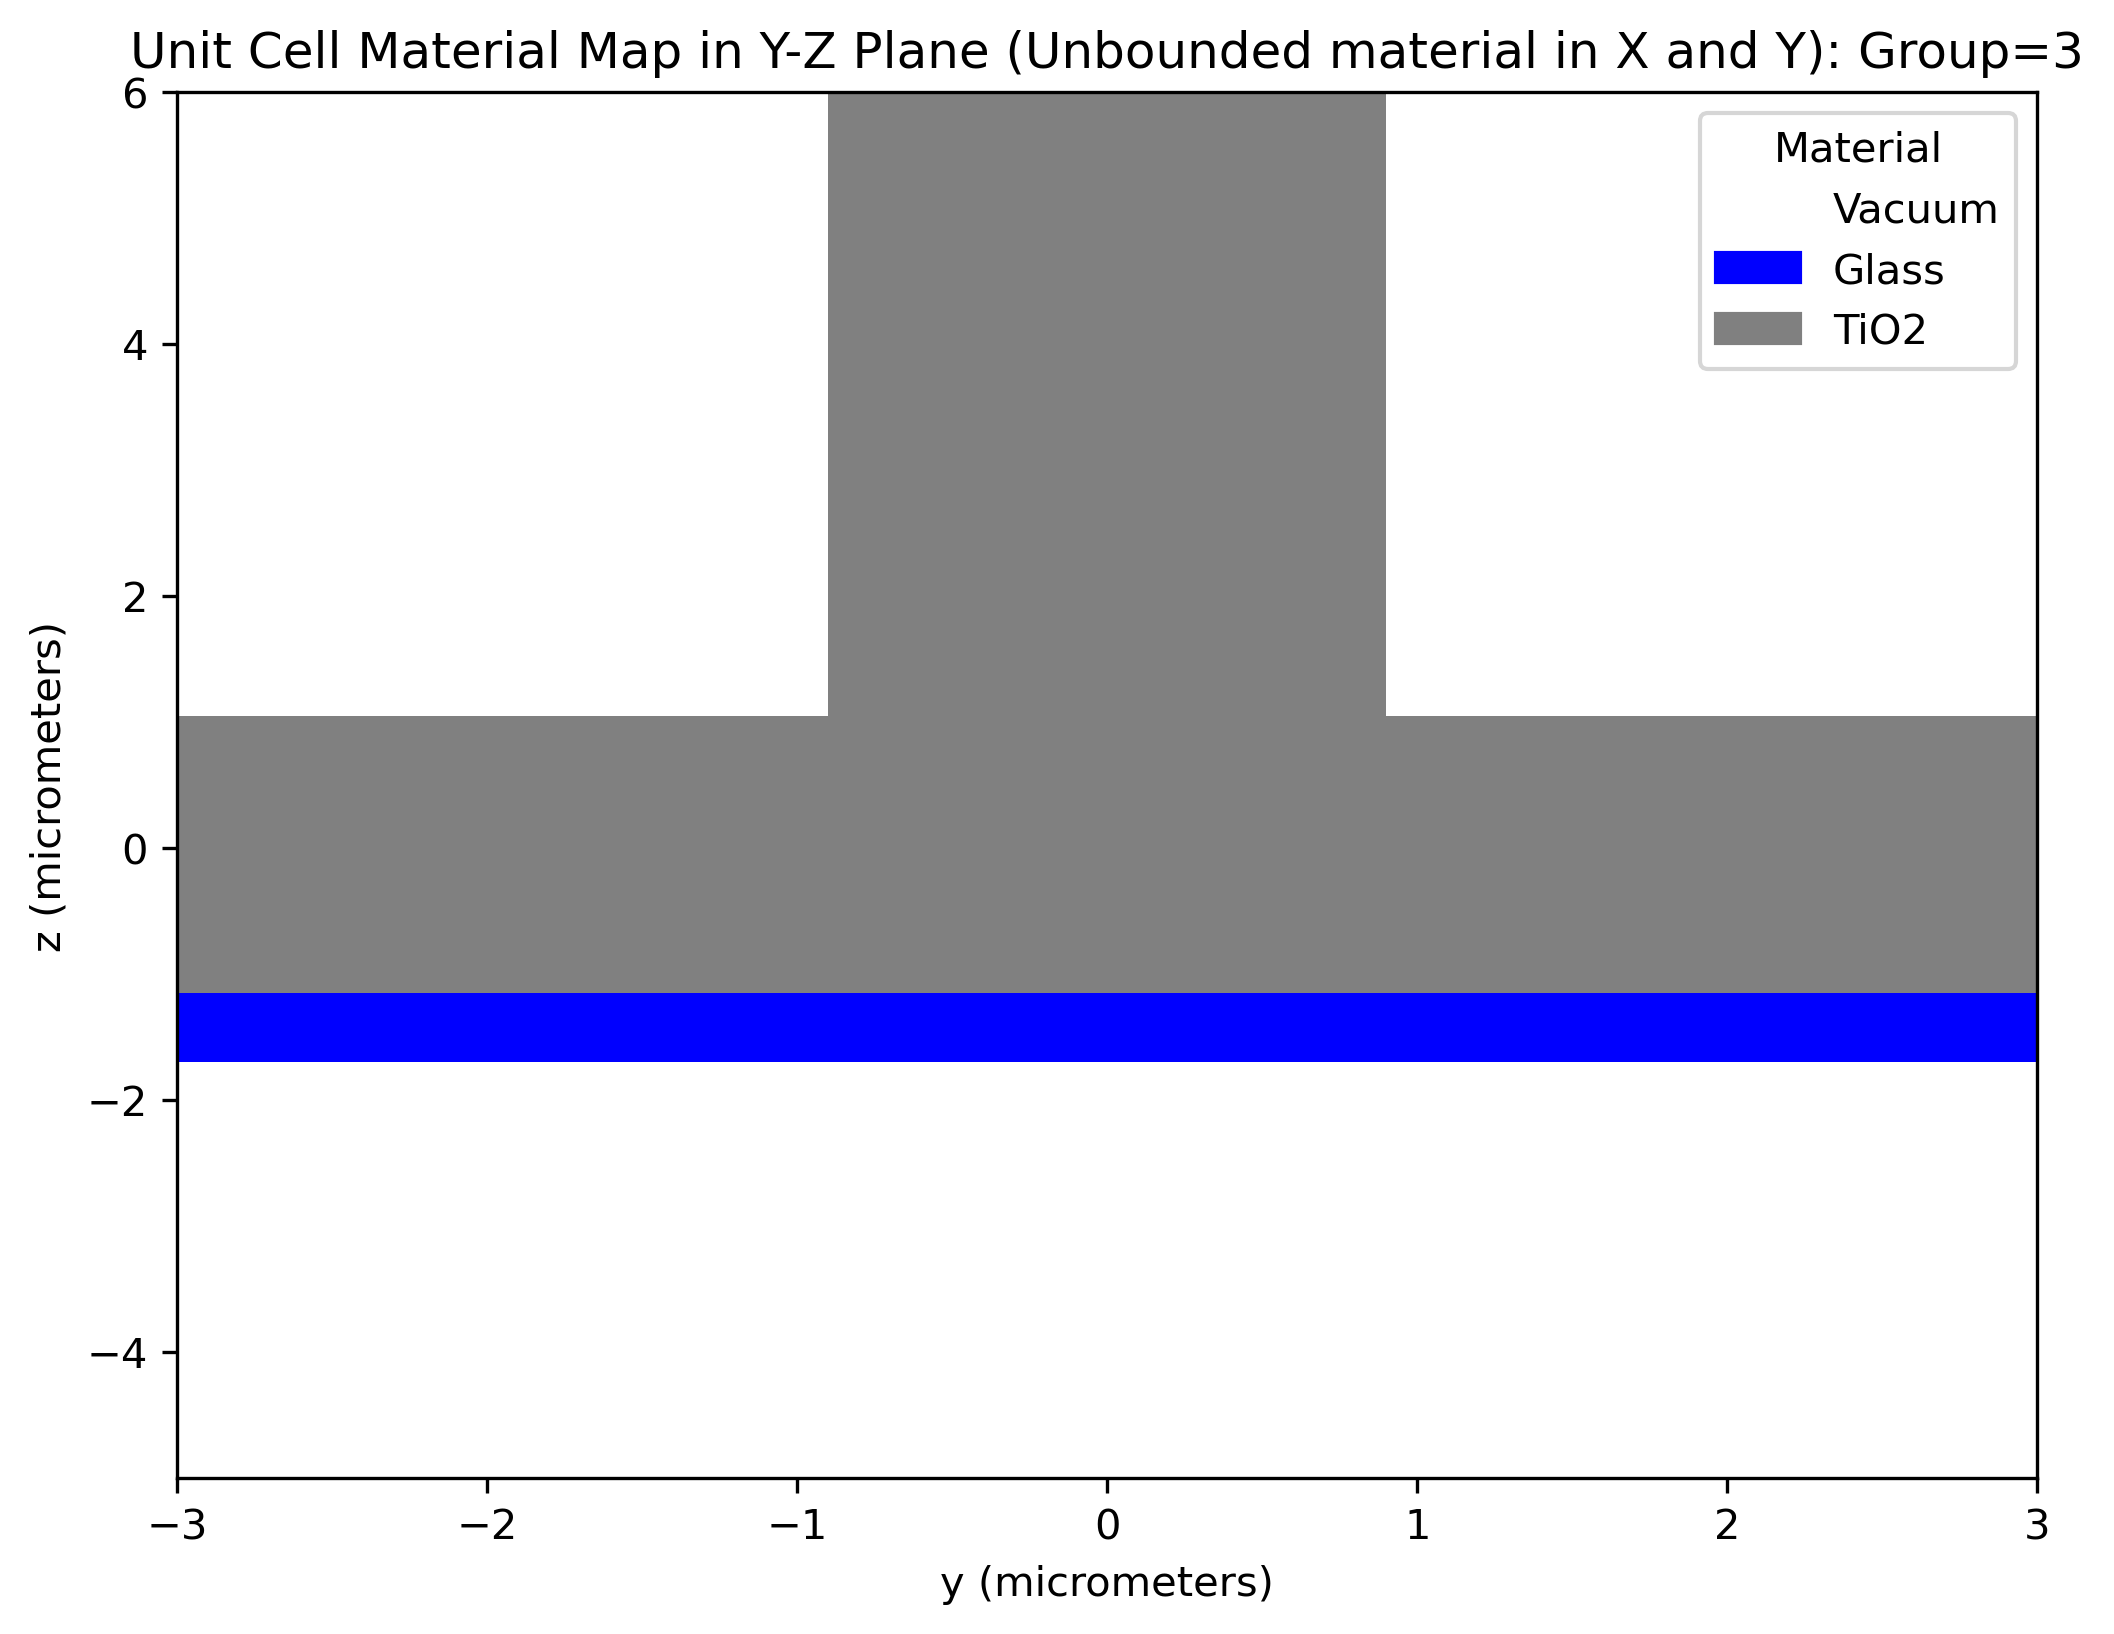 Unit Cell Material Map in Y-Z Plane (Unbounded material in X and Y): Group=3
6
4
2
0
−2
−4
z (micrometers)
Material
Vacuum
Glass
TiO2
−3
−2
−1
0
1
2
3
y (micrometers)